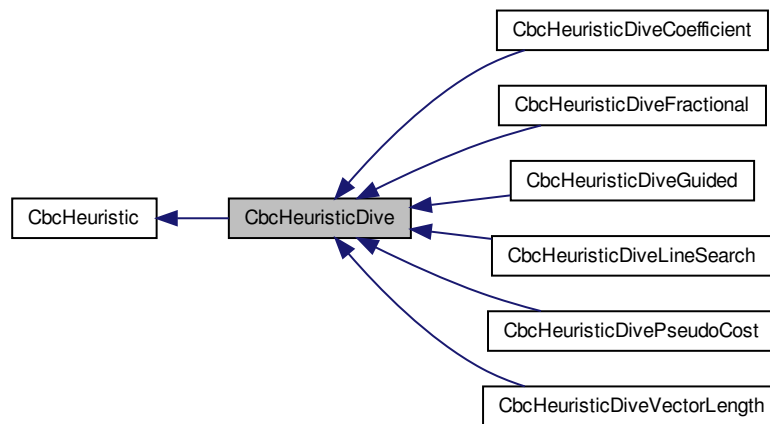 CbcHeuristic
CbcHeuristicDive
CbcHeuristicDiveCoefficient
CbcHeuristicDiveFractional
CbcHeuristicDiveGuided
CbcHeuristicDiveLineSearch
CbcHeuristicDivePseudoCost
CbcHeuristicDiveVectorLength